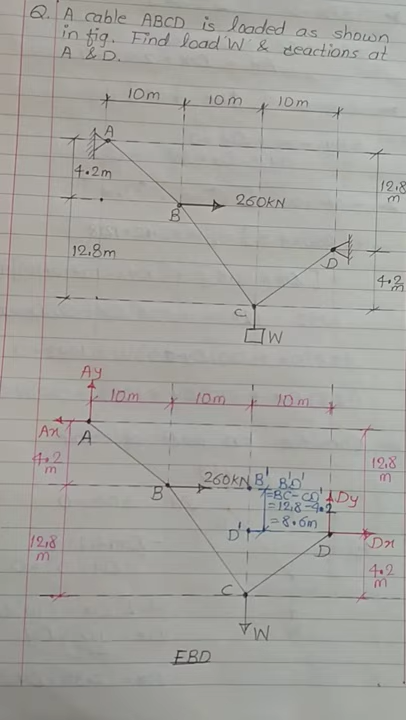 Q. A cable ABCD is loaded as shown
in fig. Find load W & reactions at
A & D.
10m 10m 10m
A
4.2m
12.8
m
B 260KN
12.8m
D
4.2
m
C
W
Ay
10m 10m 10m
Ax
A
4.2
m
12.8
m
B 260KN B' B'D'
=BC-CD'
=12.8-4.2
=8.6m
Dy
12.8
m
D' D Dx
4.2
m
C
W
FBD